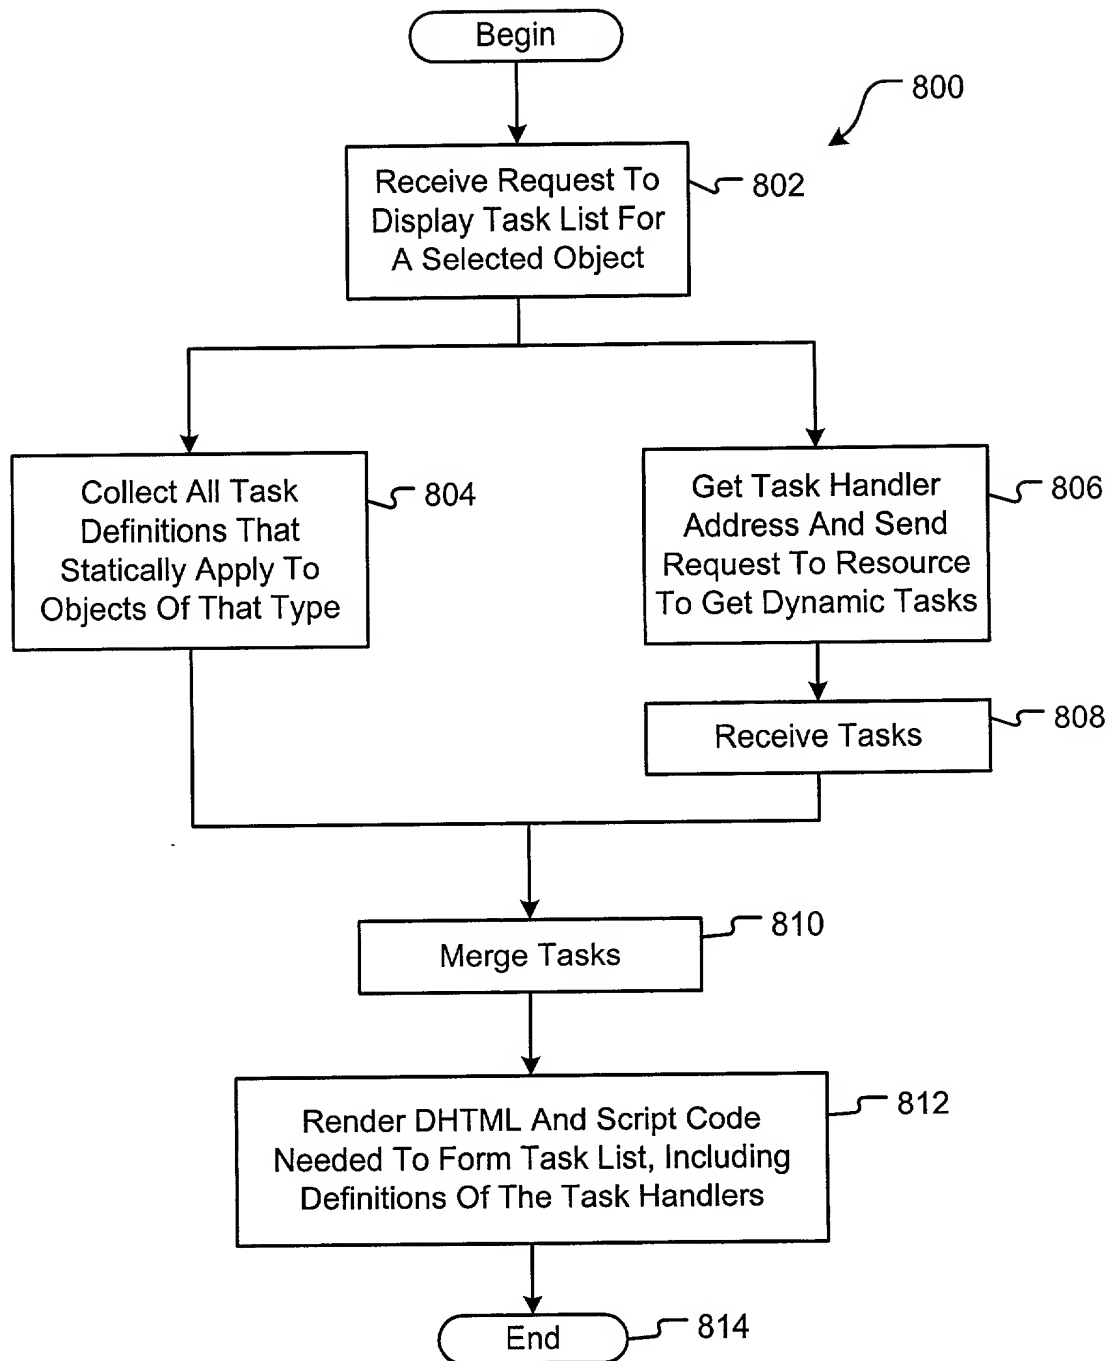 Begin
800
Receive Request To
Display Task List For
A Selected Object
802
Collect All Task
Definitions That
Statically Apply To
Objects Of That Type
804
Get Task Handler
Address And Send
Request To Resource
To Get Dynamic Tasks
806
Receive Tasks
808
Merge Tasks
810
Render DHTML And Script Code
Needed To Form Task List, Including
Definitions Of The Task Handlers
812
End
814